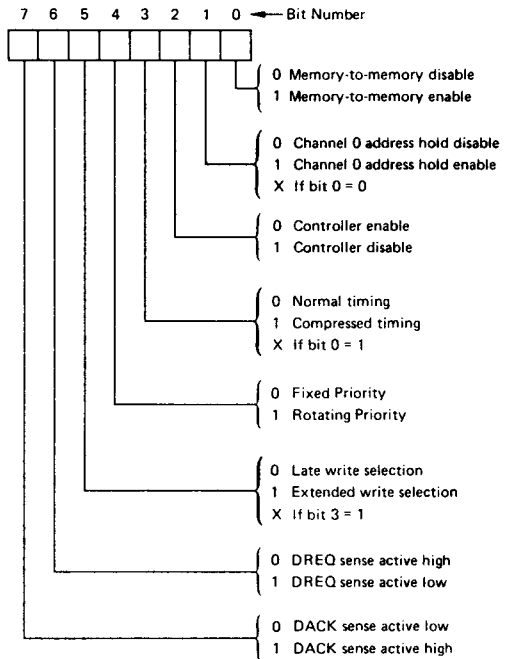 7 6 5 4 3 2 1 0 Bit Number
0 Memory-to-memory disable
1 Memory-to-memory enable
0 Channel 0 address hold disable
1 Channel 0 address hold enable
X If bit 0 = 0
0 Controller enable
1 Controller disable
0 Normal timing
1 Compressed timing
X If bit 0 = 1
0 Fixed Priority
1 Rotating Priority
0 Late write selection
1 Extended write selection
X If bit 3 = 1
0 DREQ sense active high
1 DREQ sense active low
0 DACK sense active low
1 DACK sense active high